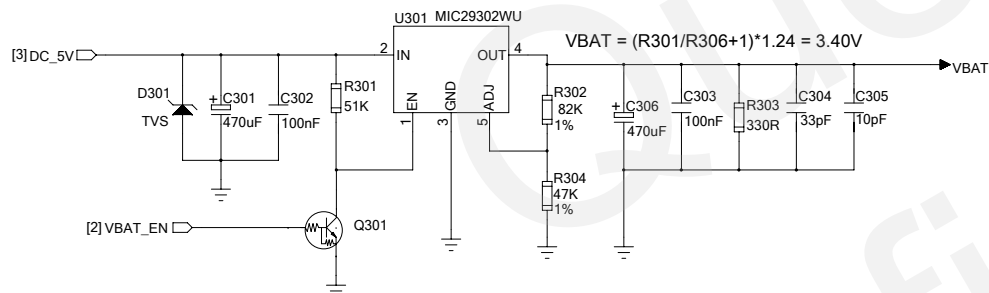 U301 MIC29302WU
[3] DC_5V
2
IN
OUT
4
VBAT = (R301/R306+1)*1.24 = 3.40V
VBAT
EN
GND
ADJ
1
3
5
D301
TVS
+
C301
470uF
C302
100nF
R301
51K
R302
82K
1%
R304
47K
1%
+
C306
470uF
C303
100nF
R303
330R
C304
33pF
C305
10pF
[2] VBAT_EN
Q301